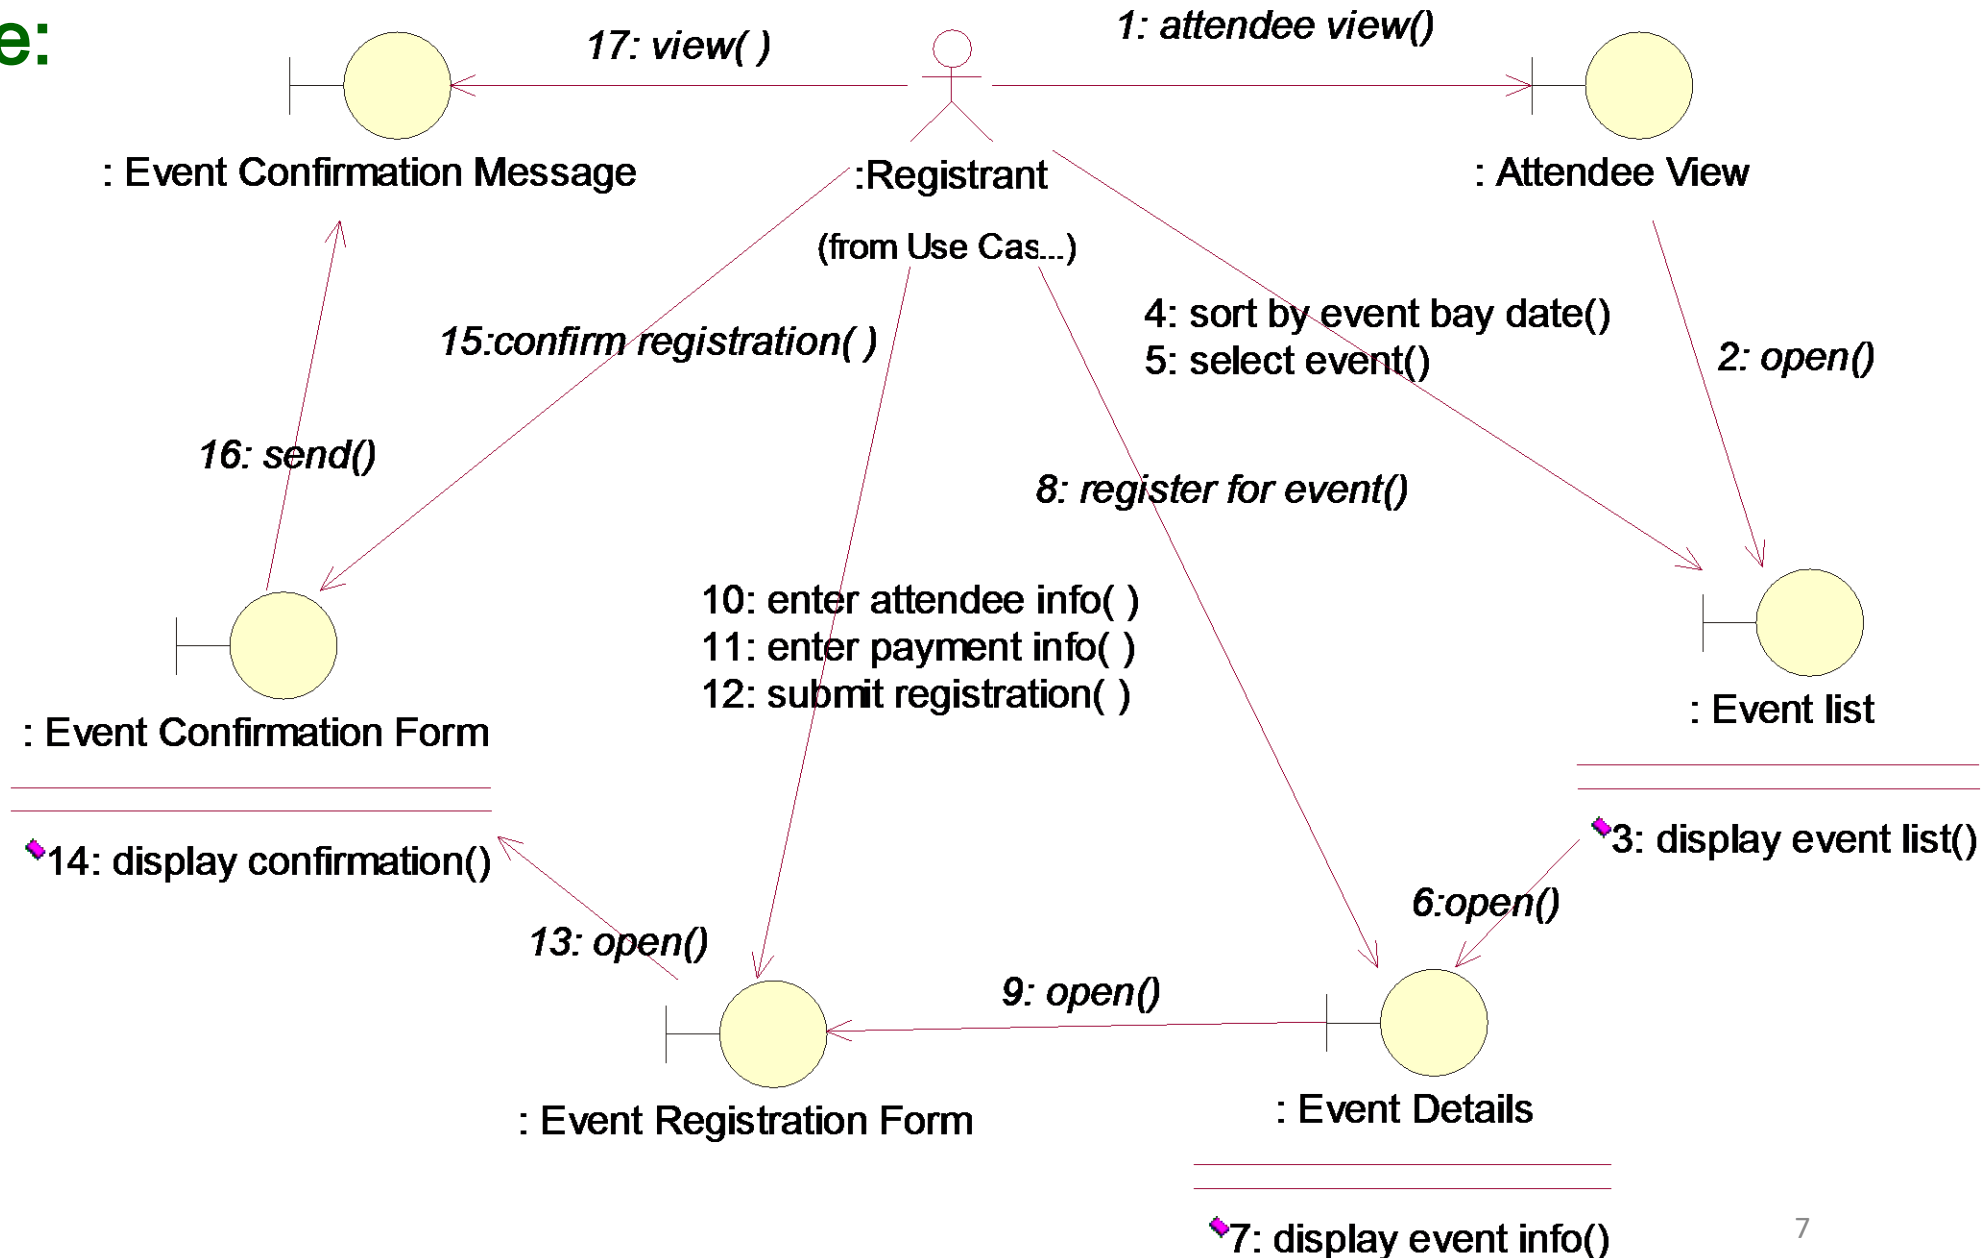 e:
17: view( )
1: attendee view()
: Event Confirmation Message
:Registrant
: Attendee View
(from Use Cas...)
15:confirm registration( )
4: sort by event bay date()
5: select event()
2: open()
16: send()
8: register for event()
10: enter attendee info( )
11: enter payment info( )
12: submit registration( )
: Event list
: Event Confirmation Form
3: display event list()
14: display confirmation()
6:open()
13: open()
9: open()
: Event Registration Form
: Event Details
7: display event info()
7